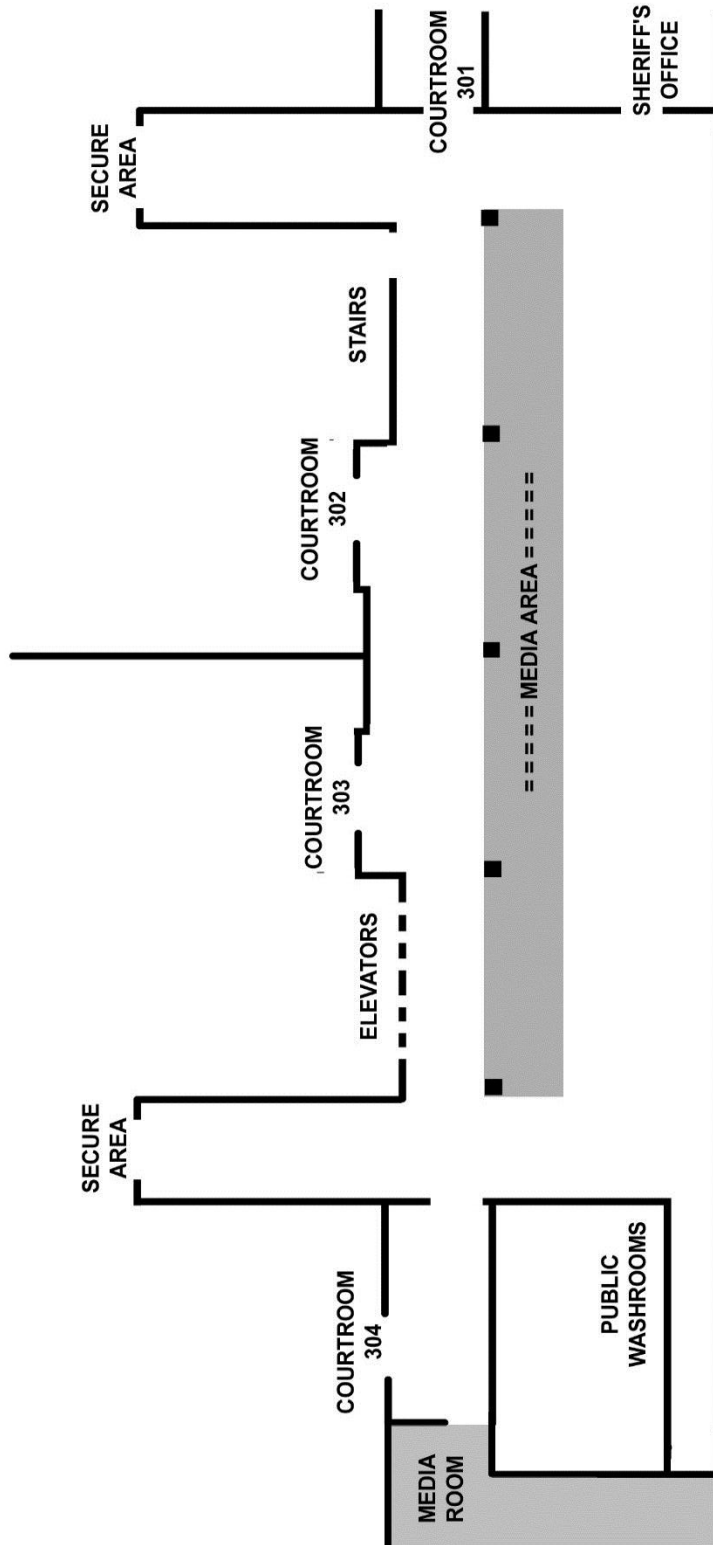 SECURE
AREA
COURTROOM
304
MEDIA
ROOM
PUBLIC
WASHROOMS
ELEVATORS
COURTROOM
303
COURTROOM
302
STAIRS
SECURE
AREA
= = = = = MEDIA AREA = = = = =
COURTROOM
301
SHERIFF'S
OFFICE